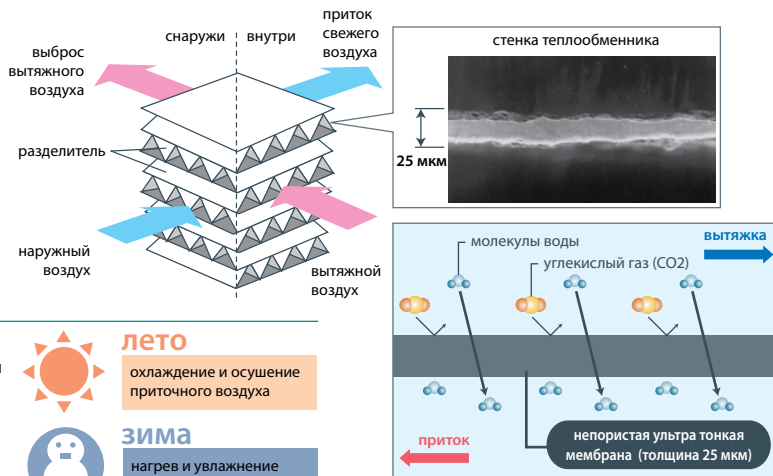 снаружи
внутри
выброс
вытяжного
воздуха
приток
свежего
воздуха
разделитель
наружный
воздух
вытяжной
воздух
стенка теплообменника
25 мкм
молекулы воды
углекислый газ (CO2)
вытяжка
приток
непористая ультра тонкая
мембрана (толщина 25 мкм)
лето
охлаждение и осушение
приточного воздуха
зима
нагрев и увлажнение